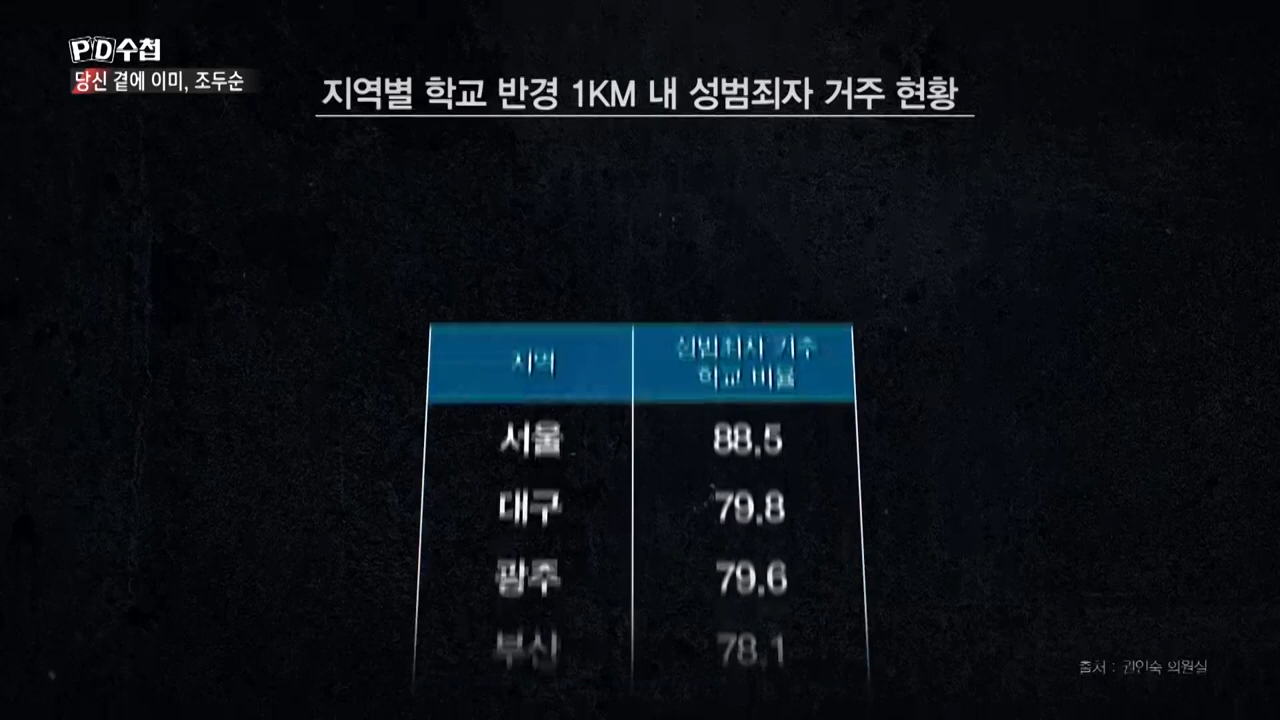 PD수첩
당신 곁에 이미, 조두순
지역별 학교 반경 1KM 내 성범죄자 거주 현황
지역
성범죄자 거주
학교 비율
서울
88.5
대구
79.8
광주
79.6
부산
78.1
출처 : 권인숙 의원실